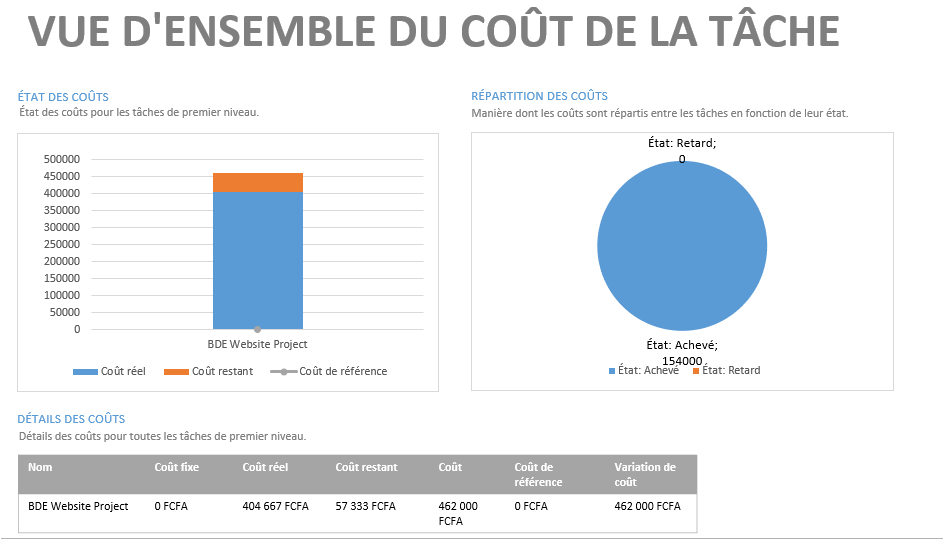 VUE D'ENSEMBLE DU COÛT DE LA TÂCHE
ÉTAT DES COÛTS
État des coûts pour les tâches de premier niveau.
500000
450000
400000
350000
300000
250000
200000
150000
100000
50000
0
BDE Website Project
Coût réel Coût restant Coût de référence
RÉPARTITION DES COÛTS
Manière dont les coûts sont répartis entre les tâches en fonction de leur état.
État: Retard;
0
État: Achevé;
154000
État: Achevé État: Retard
DÉTAILS DES COÛTS
Détails des coûts pour toutes les tâches de premier niveau.
Nom Coût fixe Coût réel Coût restant Coût Coût de Variation de
référence coût
BDE Website Project 0 FCFA 404 667 FCFA 57 333 FCFA 462 000 0 FCFA 462 000 FCFA
FCFA